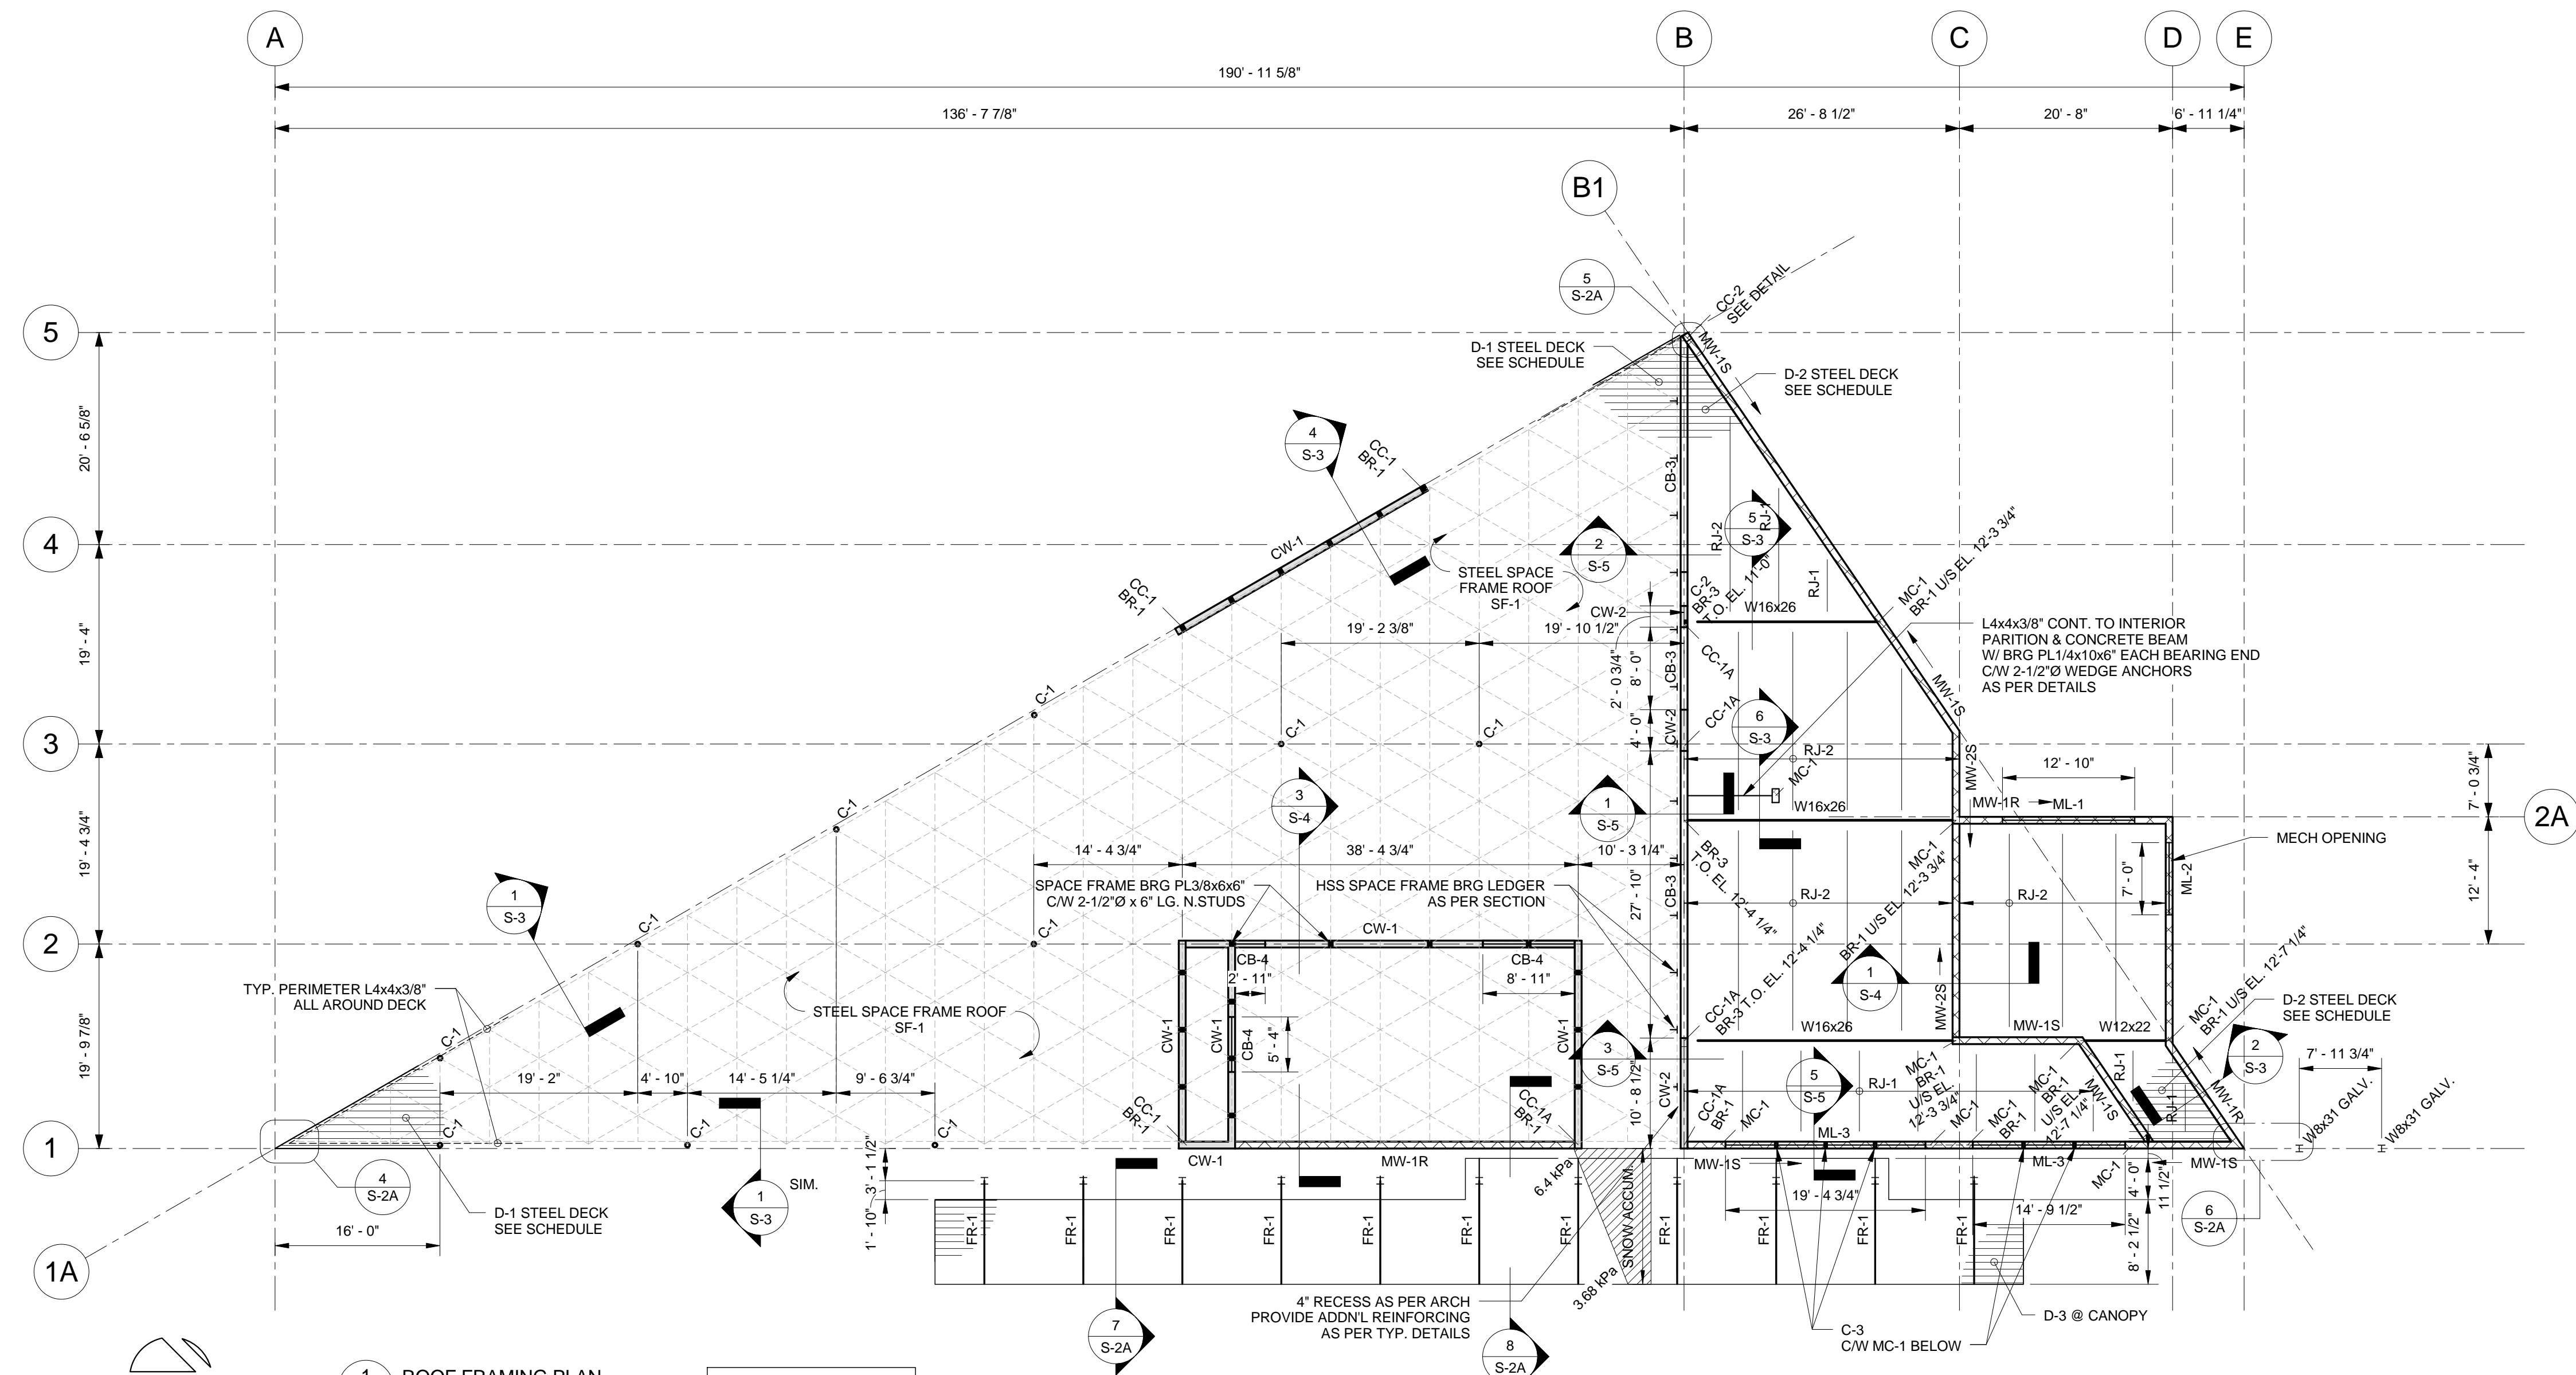 A
B
C
D
E
190' - 11 5/8"
136' - 7 7/8"
26' - 8 1/2"
20' - 8"
6' - 11 1/4"
B1
5
S-2A
CC-2
SEE DETAIL
5
D-1 STEEL DECK
SEE SCHEDULE
MW-1S
D-2 STEEL DECK
SEE SCHEDULE
20' - 6 5/8"
4
S-3
CC-1
BR-1
CB-3
RJ-2
5
S-3
RJ-1
4
CW-1
2
S-5
STEEL SPACE
FRAME ROOF
SF-1
CC-1
BR-1
C-2
BR-3
T.O. EL. 11'-0"
RJ-1
MC-1
BR-1 U/S EL. 12'-3 3/4"
CW-2
W16x26
19' - 4"
19' - 2 3/8"
19' - 10 1/2"
L4x4x3/8" CONT. TO INTERIOR
PARITION & CONCRETE BEAM
W/ BRG PL1/4x10x6" EACH BEARING END
C/W 2-1/2"Ø WEDGE ANCHORS
AS PER DETAILS
2' - 0 3/4"
8' - 0"
CB-3
CC-1A
CC-1A
MW-1S
C-1
4' - 0"
CW-2
6
S-3
3
C-1
C-1
RJ-2
MC-1
MW-2S
12' - 10"
7' - 0 3/4"
3
S-4
1
S-5
W16x26
MW-1R
ML-1
2A
C-1
19' - 4 3/4"
MECH OPENING
14' - 4 3/4"
38' - 4 3/4"
10' - 3 1/4"
BR-3
T.O. EL. 12'-4 1/4"
MC-1
BR-1 U/S EL. 12'-3 3/4"
7' - 0"
ML-2
12' - 4"
1
S-3
SPACE FRAME BRG PL3/8x6x6"
C/W 2-1/2"Ø x 6" LG. N.STUDS
HSS SPACE FRAME BRG LEDGER
AS PER SECTION
27' - 10"
CB-3
RJ-2
RJ-2
C-1
C-1
CW-1
2
TYP. PERIMETER L4x4x3/8"
ALL AROUND DECK
STEEL SPACE FRAME ROOF
SF-1
CB-4
2' - 11"
CB-4
8' - 11"
1
S-4
CC-1A
BR-3 T.O. EL. 12'-4 1/4"
MC-1
BR-1 U/S EL. 12'-7 1/4"
D-2 STEEL DECK
SEE SCHEDULE
19' - 9 7/8"
C-1
CW-1
CW-1
CB-4
5' - 4"
CW-1
3
S-5
W16x26
MW-2S
MW-1S
W12x22
2
S-3
7' - 11 3/4"
19' - 2"
4' - 10"
14' - 5 1/4"
9' - 6 3/4"
CW-2
10' - 8 1/2"
CC-1A
BR-1
MC-1
5
S-5
RJ-1
MC-1
BR-1
U/S EL.
12'-3 3/4"
MC-1
MC-1
BR-1
MC-1
BR-1
U/S EL.
12'-7 1/4"
MW-1S
RJ-1
MW-1R
W8x31 GALV.
W8x31 GALV.
C-1
C-1
C-1
CC-1
BR-1
CC-1A
BR-1
1
CW-1
MW-1R
MW-1S
ML-3
ML-3
MC-1
MW-1S
4
S-2A
16' - 0"
D-1 STEEL DECK
SEE SCHEDULE
1
S-3
SIM.
3' - 1 1/2"
1' - 10"
6.4 kPa
SNOW ACCUM.
3.68 kPa
19' - 4 3/4"
14' - 9 1/2"
4' - 0"
11 1/2"
8' - 2 1/2"
6
S-2A
FR-1
FR-1
FR-1
FR-1
FR-1
FR-1
FR-1
FR-1
FR-1
FR-1
FR-1
1A
4" RECESS AS PER ARCH
PROVIDE ADDN'L REINFORCING
AS PER TYP. DETAILS
7
S-2A
8
S-2A
C-3
C/W MC-1 BELOW
D-3 @ CANOPY
1
ROOF FRAMING PLAN